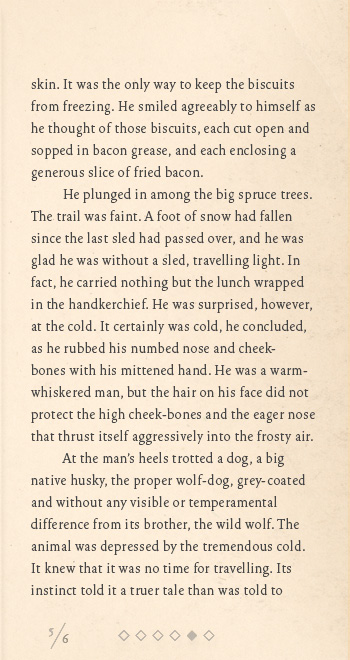 skin. It was the only way to keep the biscuits
from freezing. He smiled agreeably to himself as
he thought of those biscuits, each cut open and
sopped in bacon grease, and each enclosing a
generous slice of fried bacon.
He plunged in among the big spruce trees.
The trail was faint. A foot of snow had fallen
since the last sled had passed over, and he was
glad he was without a sled, travelling light. In
fact, he carried nothing but the lunch wrapped
in the handkerchief. He was surprised, however,
at the cold. It certainly was cold, he concluded,
as he rubbed his numbed nose and cheek-
bones with his mittened hand. He was a warm-
whiskered man, but the hair on his face did not
protect the high cheek-bones and the eager nose
that thrust itself aggressively into the frosty air.
At the man's heels trotted a dog, a big
native husky, the proper wolf-dog, grey-coated
and without any visible or temperamental
difference from its brother, the wild wolf. The
animal was depressed by the tremendous cold.
It knew that it was no time for travelling. Its
instinct told it a truer tale than was told to
5/6